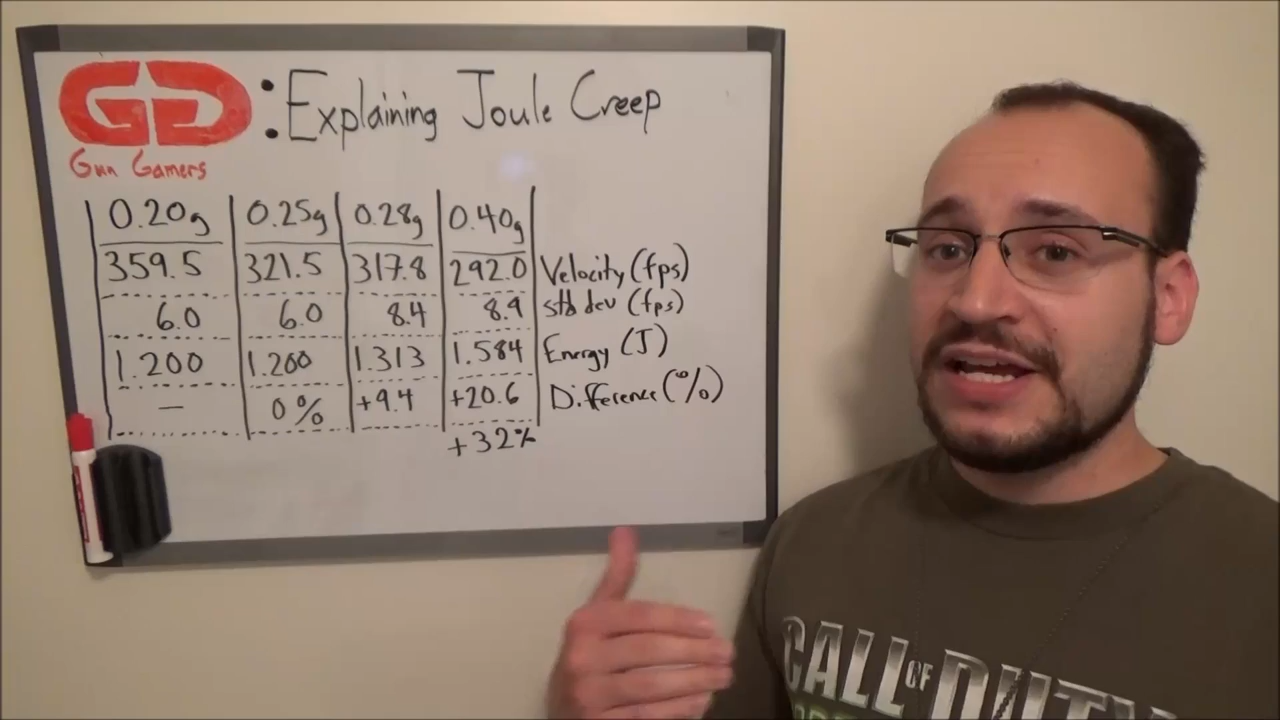 GG : Explaining Joule Creep
Gun Gamers
0.20g 0.25g 0.28g 0.40g
359.5 321.5 317.8 292.0 Velocity (fps)
6.0 6.0 8.4 8.9 std dev (fps)
1.200 1.200 1.313 1.584 Energy (J)
— 0% +9.4 +20.6 Difference (%)
+32%
CALL OF DUTY